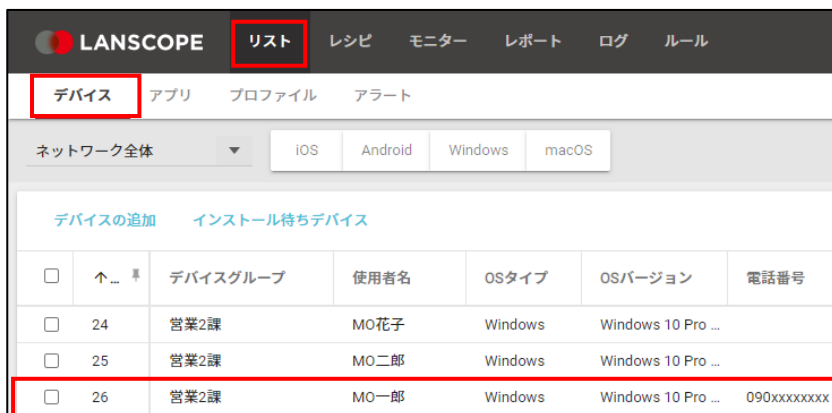 LANSCOPE リスト レシピ モニター レポート ログ ルール
デバイス アプリ プロファイル アラート
ネットワーク全体 iOS Android Windows macOS
デバイスの追加 インストール待ちデバイス
↑... デバイスグループ 使用者名 OSタイプ OSバージョン 電話番号
24 営業2課 MO花子 Windows Windows 10 Pro ...
25 営業2課 MO二郎 Windows Windows 10 Pro ...
26 営業2課 MO一郎 Windows Windows 10 Pro ... 090xxxxxxxx